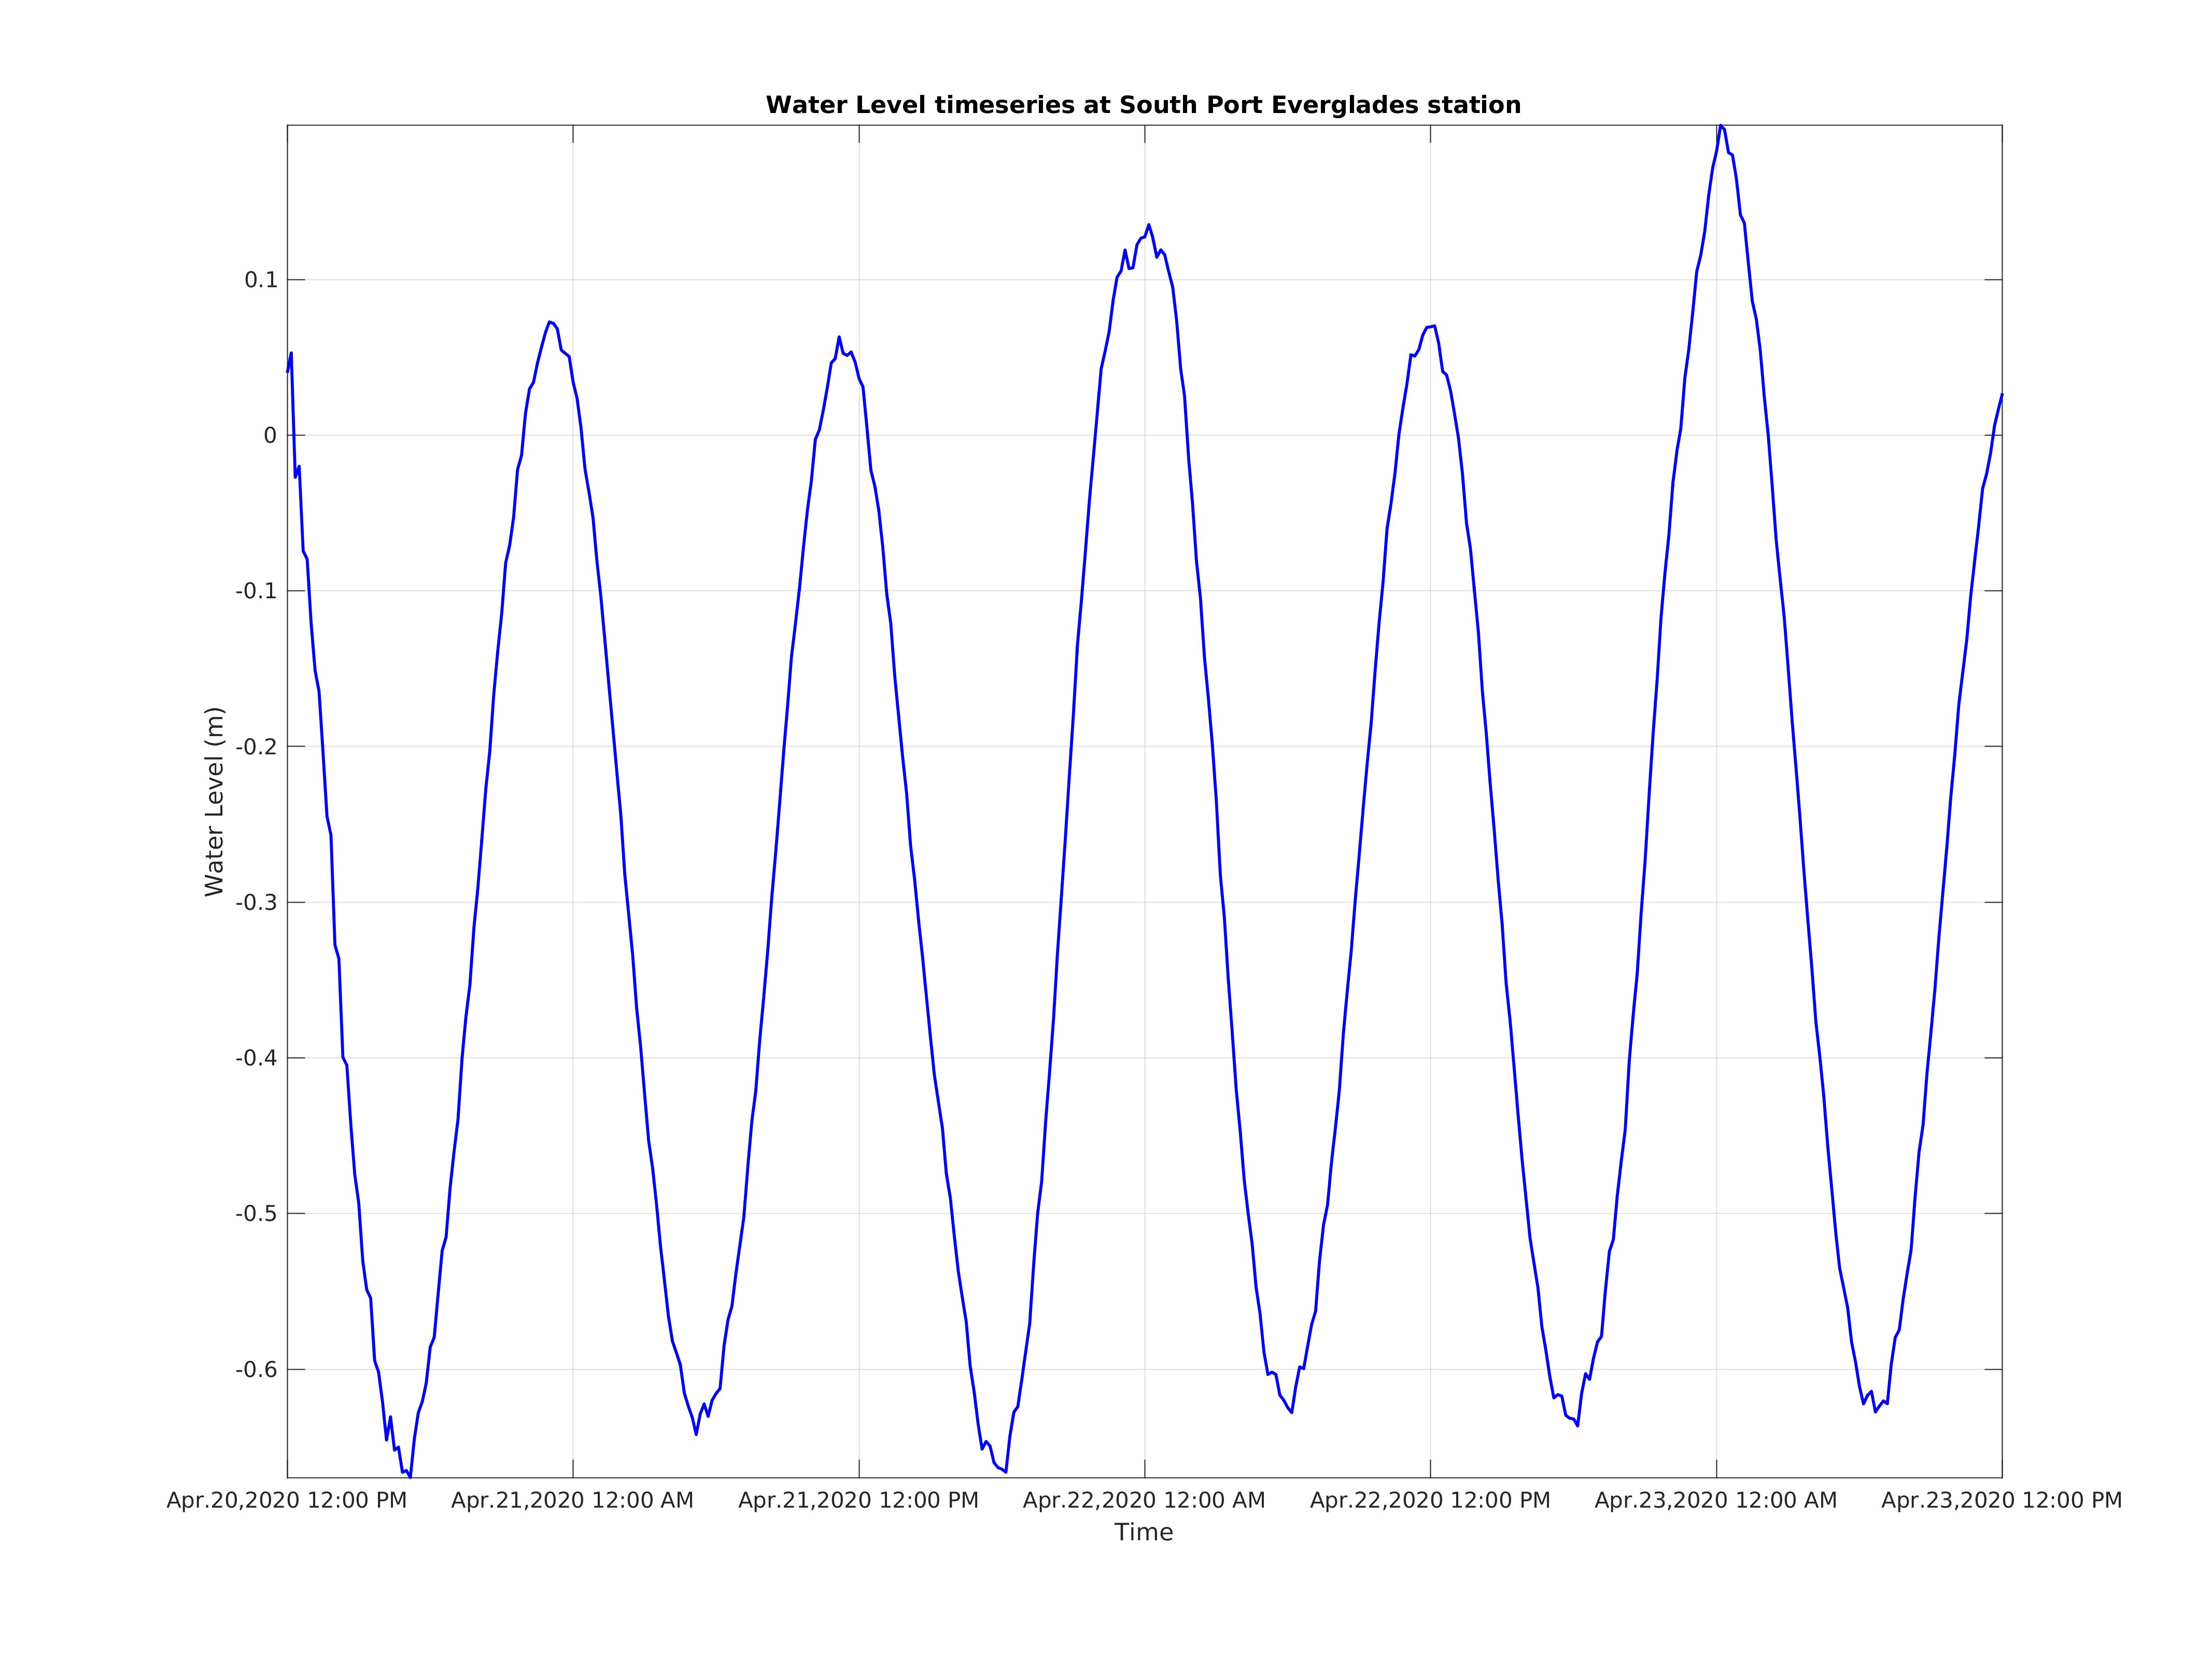 Water Level timeseries at South Port Everglades station
0.1
0
-0.1
-0.2
-0.3
-0.4
-0.5
-0.6
Water Level (m)
Apr.20,2020 12:00 PM Apr.21,2020 12:00 AM Apr.21,2020 12:00 PM Apr.22,2020 12:00 AM Apr.22,2020 12:00 PM Apr.23,2020 12:00 AM Apr.23,2020 12:00 PM
Time